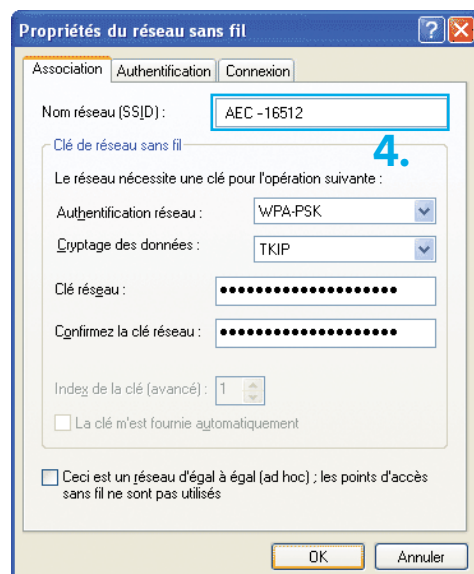 Propriétés du réseau sans fil
Association Authentification Connexion
Nom réseau (SSID) : AEC -16512
4.
Clé de réseau sans fil
Le réseau nécessite une clé pour l'opération suivante :
Authentification réseau : WPA-PSK
Cryptage des données : TKIP
Clé réseau : ••••••••••••••••••••
Confirmez la clé réseau : ••••••••••••••••••••
Index de la clé (avancé) : 1
La clé m'est fournie automatiquement
Ceci est un réseau d'égal à égal (ad hoc) ; les points d'accès
sans fil ne sont pas utilisés
OK Annuler